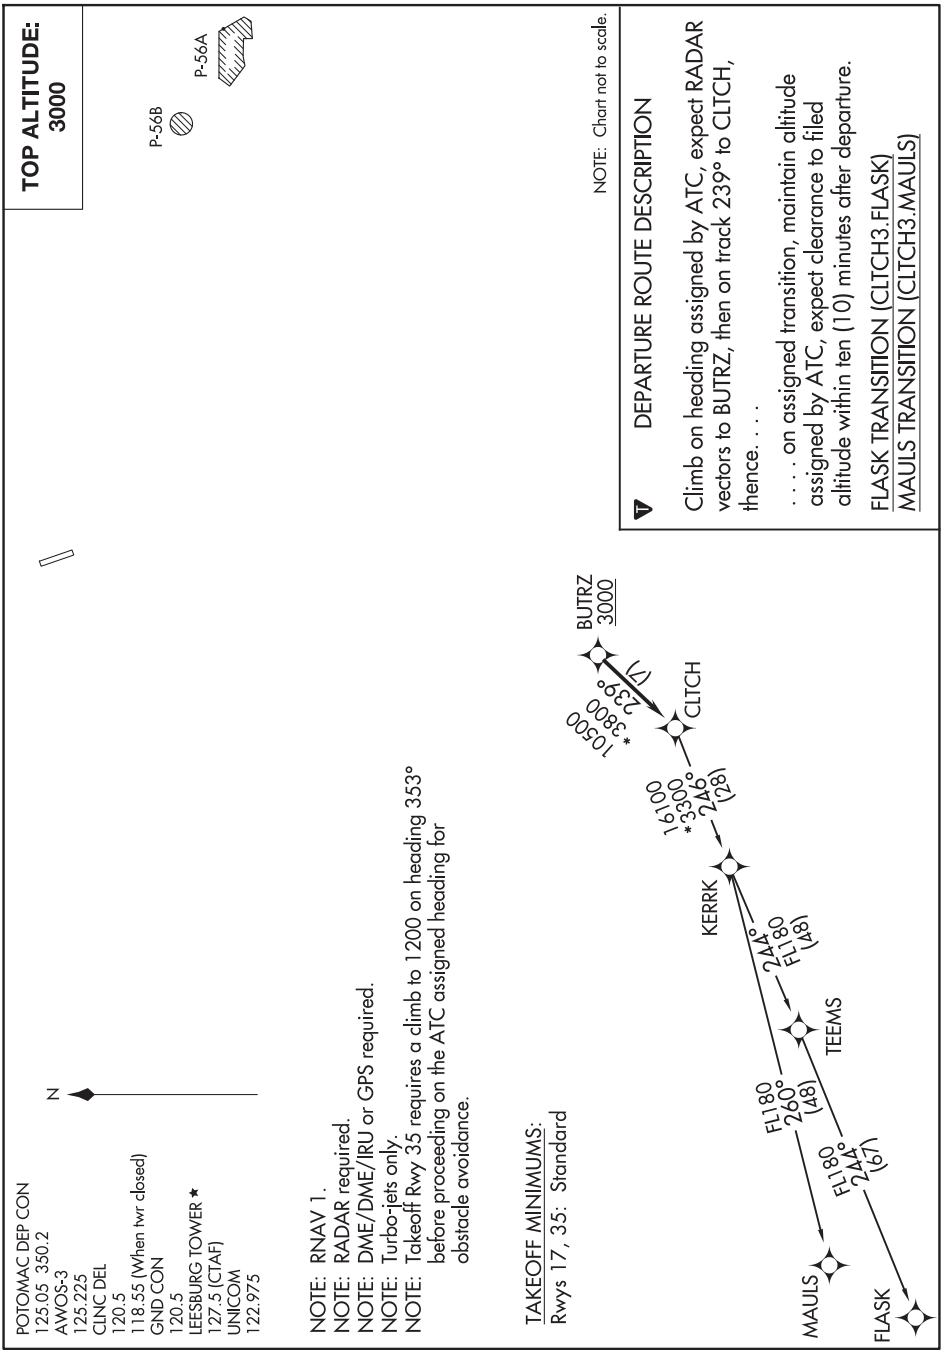 TOP ALTITUDE:
3000
POTOMAC DEP CON
125.05 350.2
AWOS-3
125.225
CLNC DEL
120.5
118.55 (When twr closed)
GND CON
120.5
LEESBURG TOWER ★
127.5 (CTAF)
UNICOM
122.975
N
P-56B
P-56A
NOTE: RNAV 1.
NOTE: RADAR required.
NOTE: DME/DME/IRU or GPS required.
NOTE: Turbo-jets only.
NOTE: Takeoff Rwy 35 requires a climb to 1200 on heading 353°
before proceeding on the ATC assigned heading for
obstacle avoidance.
TAKEOFF MINIMUMS:
Rwys 17, 35: Standard
NOTE: Chart not to scale.
BUTRZ
3000
10500
*3800
239°
(7)
CLTCH
16100
*3300
246°
(28)
KERRK
244°
FL180
(48)
TEEMS
FL180
260°
(48)
FL180
244°
(67)
MAULS
FLASK
T
DEPARTURE ROUTE DESCRIPTION
Climb on heading assigned by ATC, expect RADAR
vectors to BUTRZ, then on track 239° to CLTCH,
thence. . . .
. . . . on assigned transition, maintain altitude
assigned by ATC, expect clearance to filed
altitude within ten (10) minutes after departure.
FLASK TRANSITION (CLTCH3.FLASK)
MAULS TRANSITION (CLTCH3.MAULS)